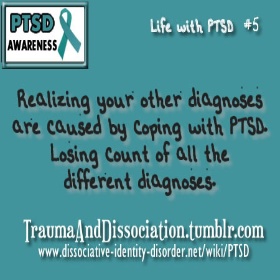 PTSD
AWARENESS
Life with PTSD #5
Realizing your other diagnoses
are caused by coping with PTSD.
Losing count of all the
different diagnoses.
TraumaAndDissociation.tumblr.com
www.dissociative-identity-disorder.net/wiki/PTSD